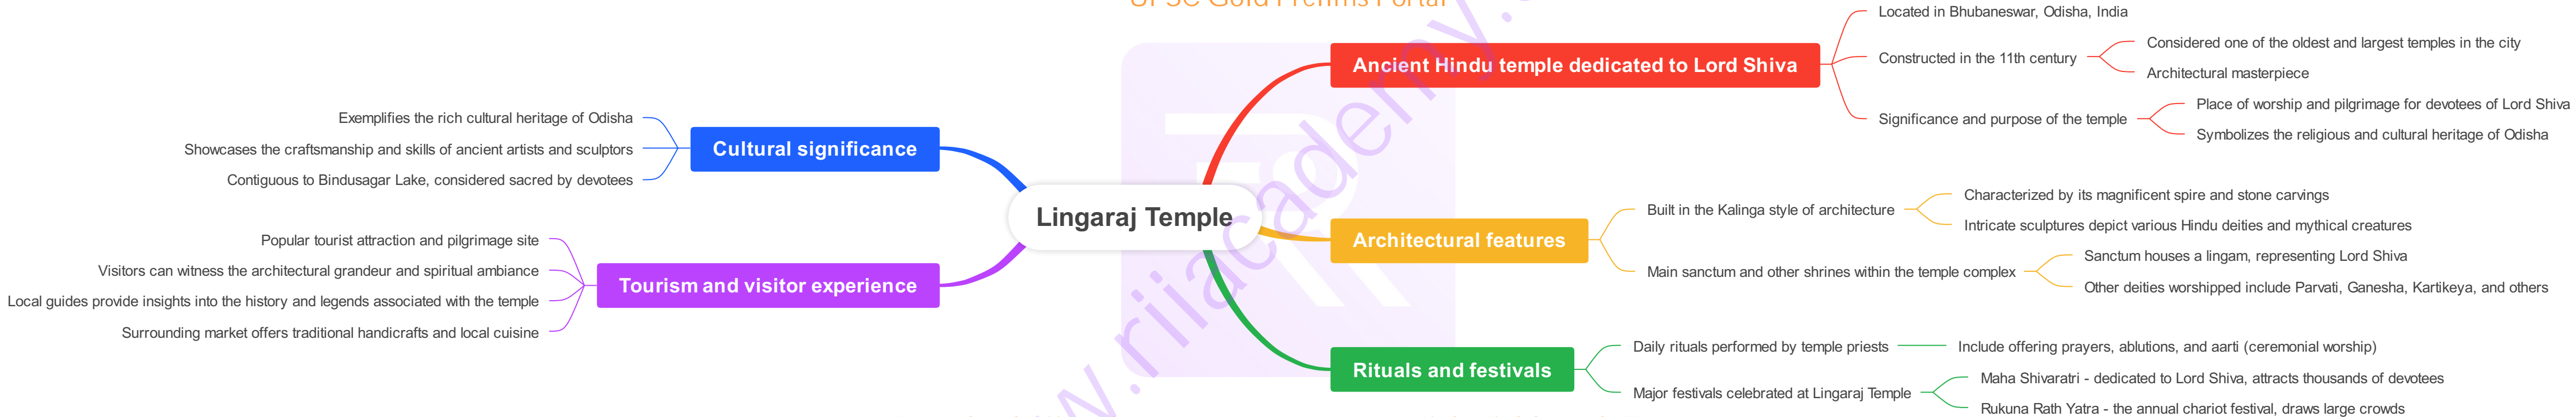 UPSC Gold Prelims Portal
Lingaraj Temple
Ancient Hindu temple dedicated to Lord Shiva
Located in Bhubaneswar, Odisha, India
Constructed in the 11th century
Considered one of the oldest and largest temples in the city
Architectural masterpiece
Significance and purpose of the temple
Place of worship and pilgrimage for devotees of Lord Shiva
Symbolizes the religious and cultural heritage of Odisha
Architectural features
Built in the Kalinga style of architecture
Characterized by its magnificent spire and stone carvings
Intricate sculptures depict various Hindu deities and mythical creatures
Main sanctum and other shrines within the temple complex
Sanctum houses a lingam, representing Lord Shiva
Other deities worshipped include Parvati, Ganesha, Kartikeya, and others
Rituals and festivals
Daily rituals performed by temple priests
Include offering prayers, ablutions, and aarti (ceremonial worship)
Major festivals celebrated at Lingaraj Temple
Maha Shivaratri - dedicated to Lord Shiva, attracts thousands of devotees
Rukuna Rath Yatra - the annual chariot festival, draws large crowds
Cultural significance
Exemplifies the rich cultural heritage of Odisha
Showcases the craftsmanship and skills of ancient artists and sculptors
Contiguous to Bindusagar Lake, considered sacred by devotees
Tourism and visitor experience
Popular tourist attraction and pilgrimage site
Visitors can witness the architectural grandeur and spiritual ambiance
Local guides provide insights into the history and legends associated with the temple
Surrounding market offers traditional handicrafts and local cuisine